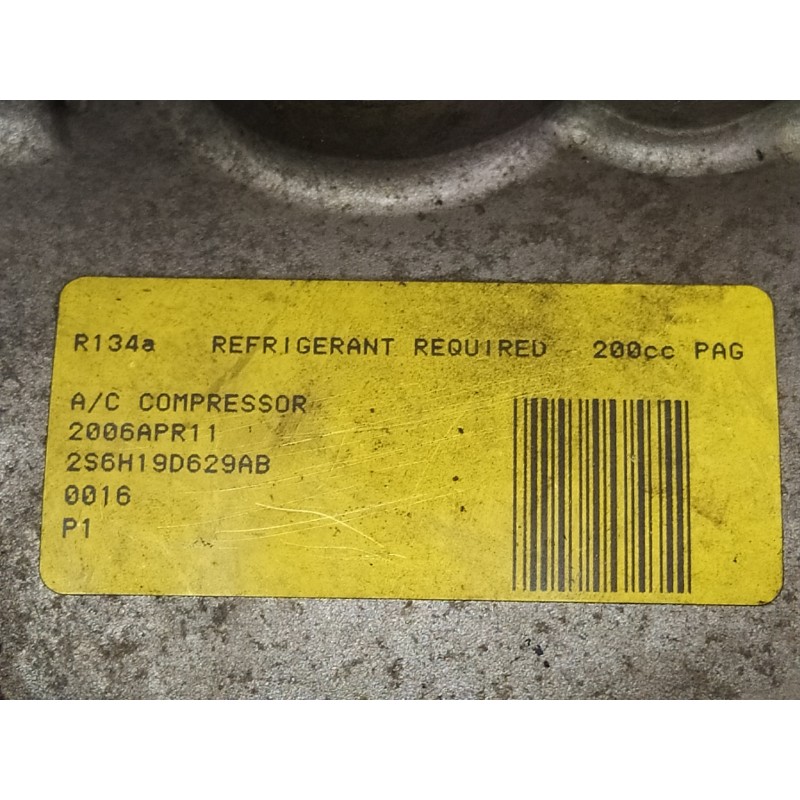 R134a REFRIGERANT REQUIRED 200cc PAG
A/C COMPRESSOR
2006APR11
2S6H19D629AB
0016
P1